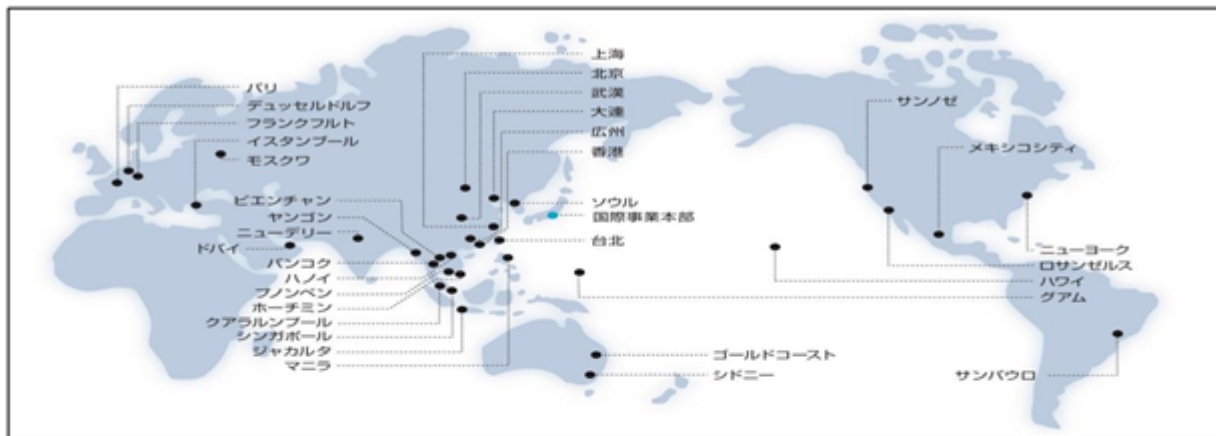 上海
北京
武漢
大連
広州
香港
パリ
デュッセルドルフ
フランクフルト
イスタンブール
モスクワ
ビエンチャン
ヤンゴン
ニューデリー
ドバイ
バンコク
ハノイ
プノンペン
ホーチミン
クアラルンプール
シンガポール
ジャカルタ
マニラ
ソウル
国際事業本部
台北
ゴールドコースト
シドニー
サンノゼ
メキシコシティ
ニューヨーク
ロサンゼルス
ハワイ
グアム
サンパウロ